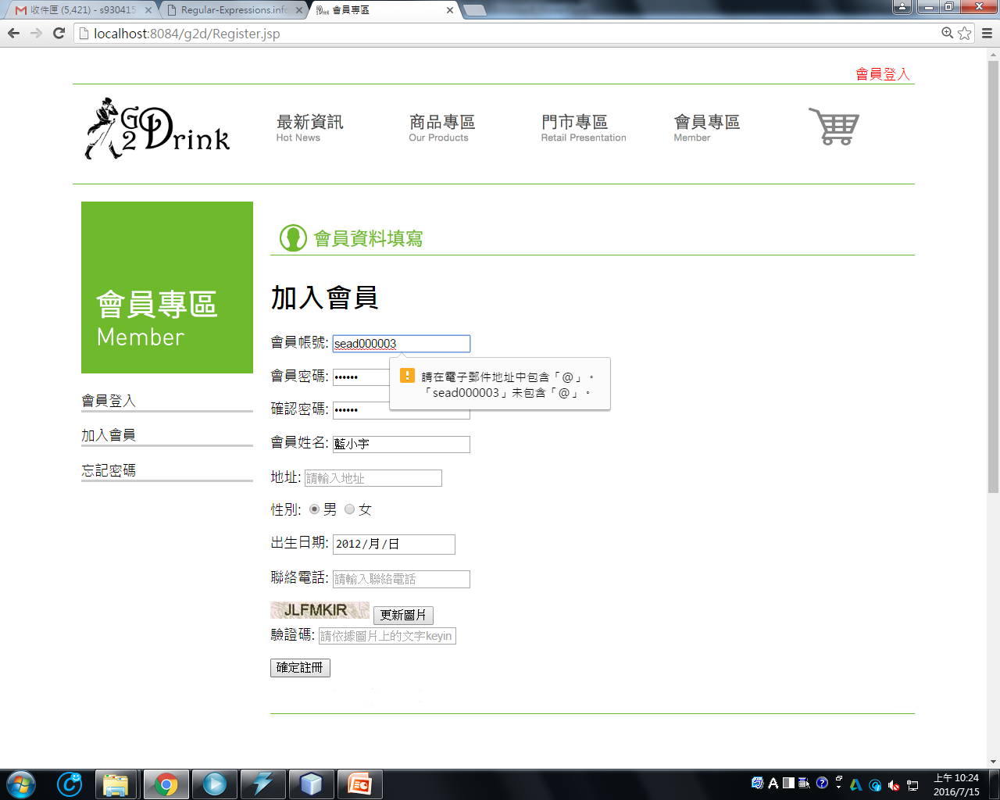 收件匣 (5,421) - s930415
Regular-Expressions.info
會員專區
localhost:8084/g2d/Register.jsp
會員登入
G2Drink
最新資訊
Hot News
商品專區
Our Products
門市專區
Retail Presentation
會員專區
Member
會員專區
Member
會員登入
加入會員
忘記密碼
會員資料填寫
加入會員
會員帳號: sead000003
請在電子郵件地址中包含「@」。
「sead000003」未包含「@」。
會員密碼: ••••••
確認密碼: ••••••
會員姓名: 藍小宇
地址: 請輸入地址
性別: 男 女
出生日期: 2012/月/日
聯絡電話: 請輸入聯絡電話
JLFMKIR 更新圖片
驗證碼: 請依據圖片上的文字keyin
確定註冊
上午 10:24
2016/7/15